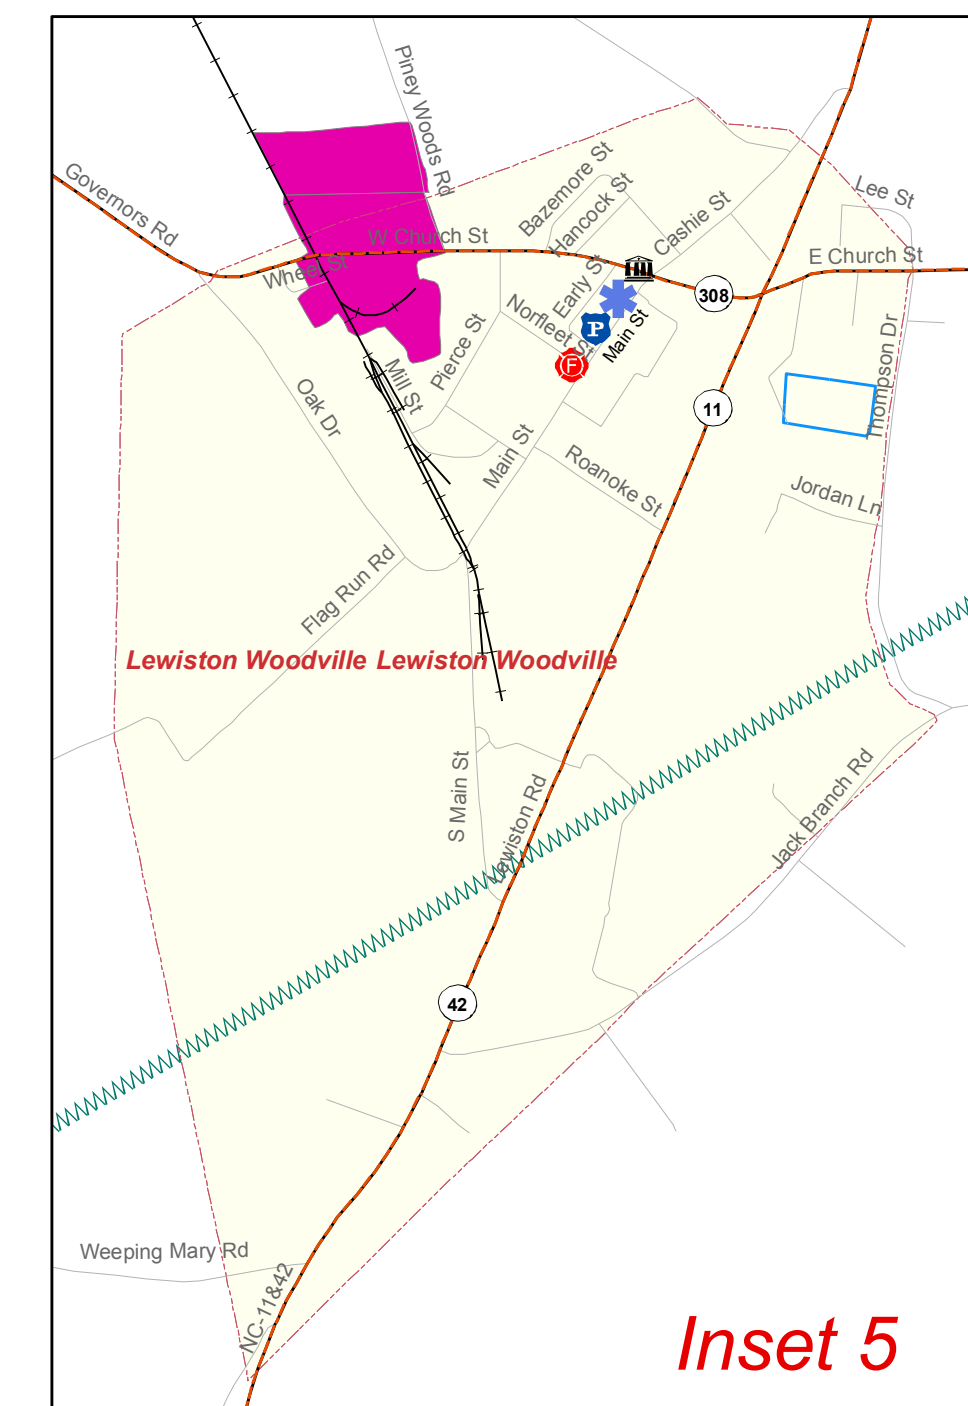 Piney Woods Rd
Governors Rd
Bazemore St
Hancock St
Cashie St
Lee St
W Church St
E Church St
Wheel St
Early St
308
Norfleet St
P
Main St
F
Pierce St
Mill St
Oak Dr
11
Thompson Dr
Main St
Roanoke St
Jordan Ln
Flag Run Rd
Lewiston Woodville Lewiston Woodville
S Main St
Lewiston Rd
Jack Branch Rd
42
Weeping Mary Rd
NC-11&42
Inset 5